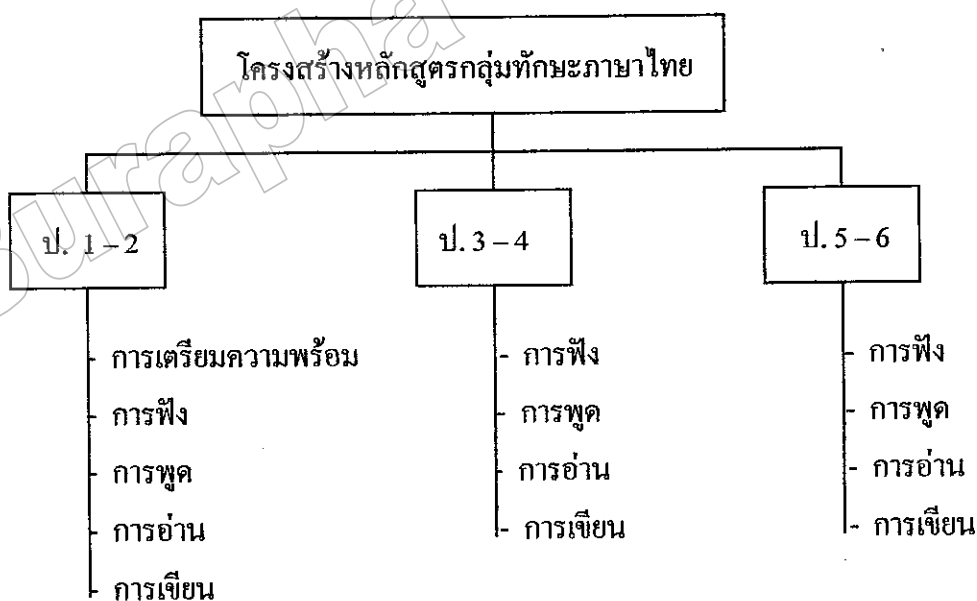 โครงสร้างหลักสูตรกลุ่มทักษะภาษาไทย
ป. 1 – 2
- การเตรียมความพร้อม
- การฟัง
- การพูด
- การอ่าน
- การเขียน
ป. 3 – 4
- การฟัง
- การพูด
- การอ่าน
- การเขียน
ป. 5 – 6
- การฟัง
- การพูด
- การอ่าน
- การเขียน
Burapha